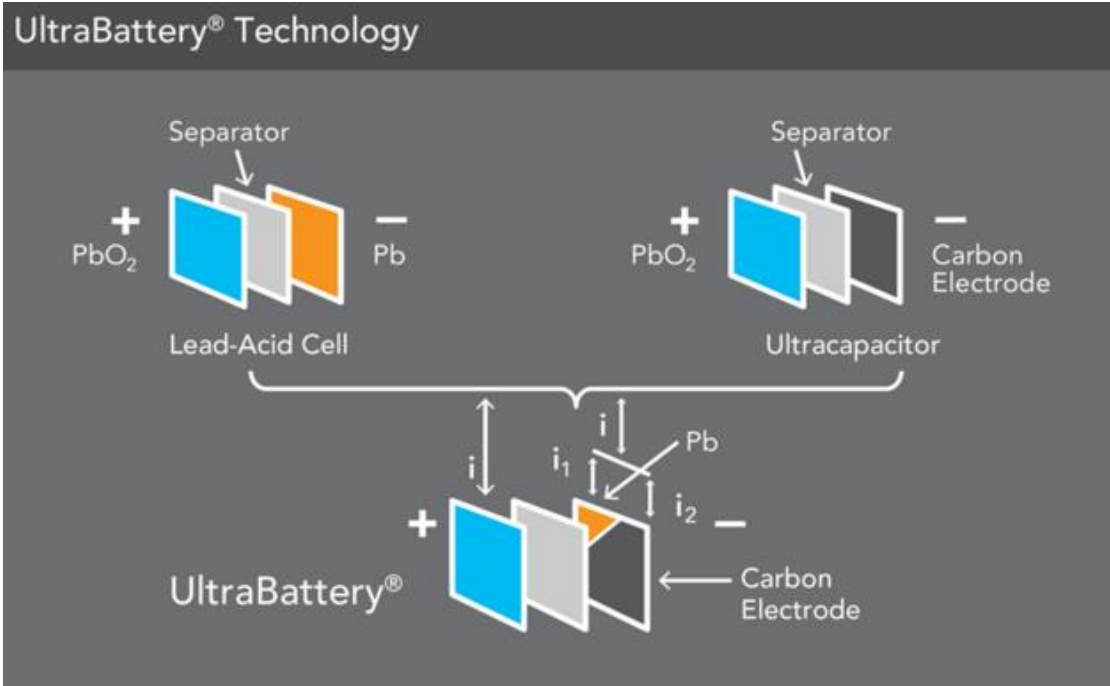 UltraBattery® Technology
Separator
Separator
+
−
+
−
PbO₂
Pb
PbO₂
Carbon
Electrode
Lead-Acid Cell
Ultracapacitor
i
Pb
i₁
i
i₂
+
−
UltraBattery®
Carbon
Electrode